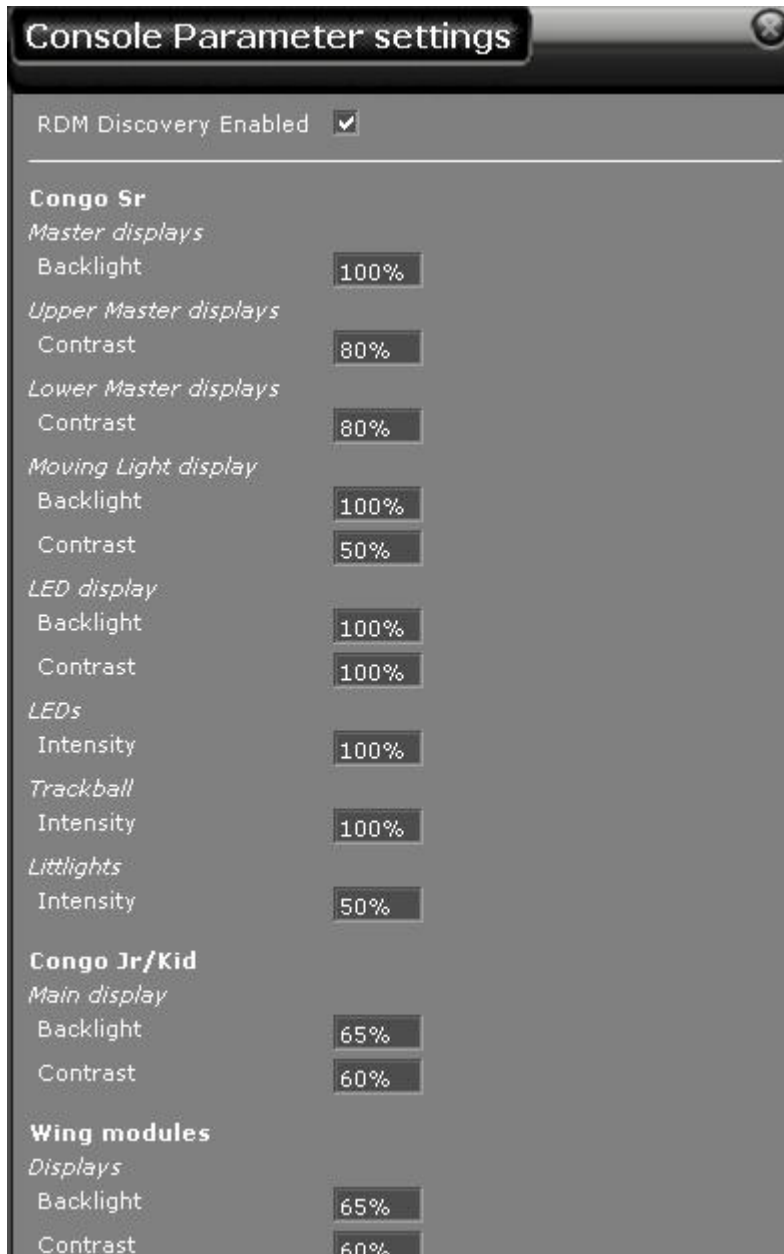 Console Parameter settings
RDM Discovery Enabled
Congo Sr
Master displays
Backlight 100%
Upper Master displays
Contrast 80%
Lower Master displays
Contrast 80%
Moving Light display
Backlight 100%
Contrast 50%
LED display
Backlight 100%
Contrast 100%
LEDs
Intensity 100%
Trackball
Intensity 100%
Littlights
Intensity 50%
Congo Jr/Kid
Main display
Backlight 65%
Contrast 60%
Wing modules
Displays
Backlight 65%
Contrast 60%